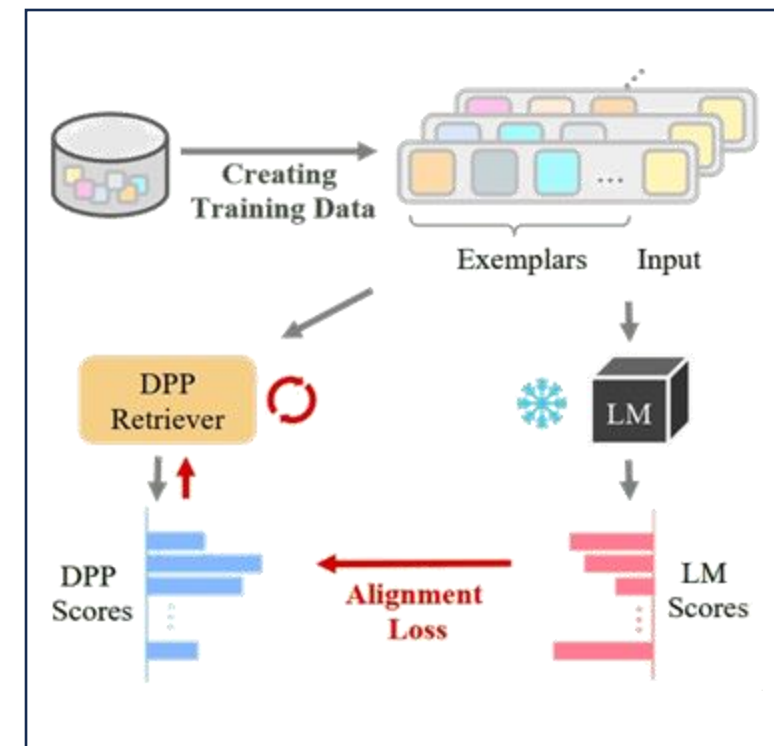 Creating
Training Data
...
Exemplars
Input
DPP
Retriever
LM
DPP
Scores
Alignment
Loss
LM
Scores